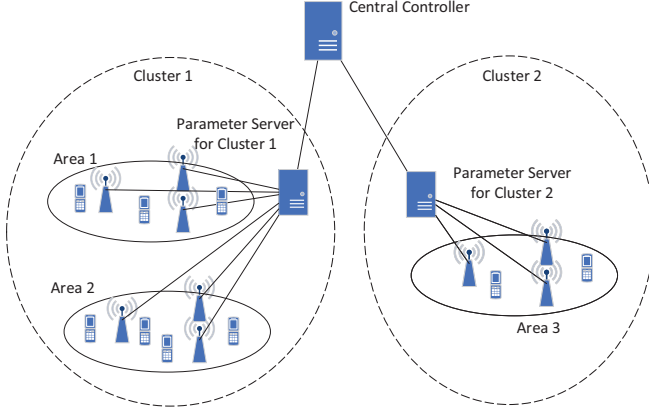 Central Controller
Cluster 1
Cluster 2
Parameter Server
for Cluster 1
Area 1
Parameter Server
for Cluster 2
Area 2
Area 3